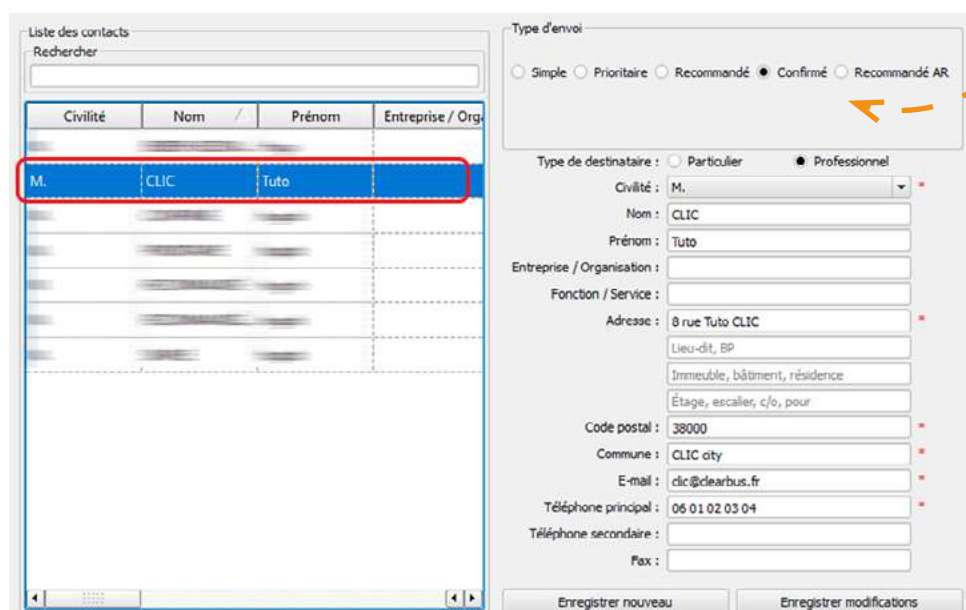 Liste des contacts
Rechercher
Civilité Nom Prénom Entreprise / Org
M. CLIC Tuto
Type d'envoi
Simple Prioritaire Recommandé Confirmé Recommandé AR
Type de destinataire : Particulier Professionnel
Civilité : M. *
Nom : CLIC
Prénom : Tuto
Entreprise / Organisation :
Fonction / Service :
Adresse : 8 rue Tuto CLIC *
Lieu-dit, BP
Immeuble, bâtiment, résidence
Étage, escalier, c/o, pour
Code postal : 38000 *
Commune : CLIC city *
E-mail : clic@clearbus.fr *
Téléphone principal : 06 01 02 03 04 *
Téléphone secondaire :
Fax :
Enregistrer nouveau Enregistrer modifications